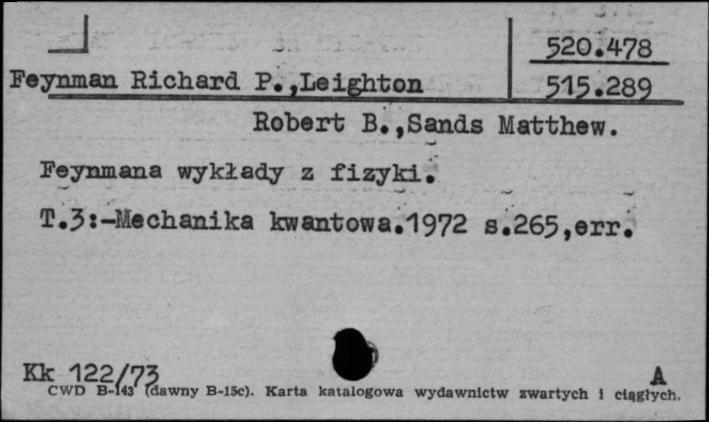 520.478
Feynman Richard P.,Leighton
515.289
Robert B.,Sands Matthew.
Feynmana wykłady z fizyki.
T.3:-Mechanika kwantowa.1972 s.265,err.
Kk 122/73
A
CWD B-143 (dawny B-15c). Karta katalogowa wydawnictw zwartych i ciągłych.